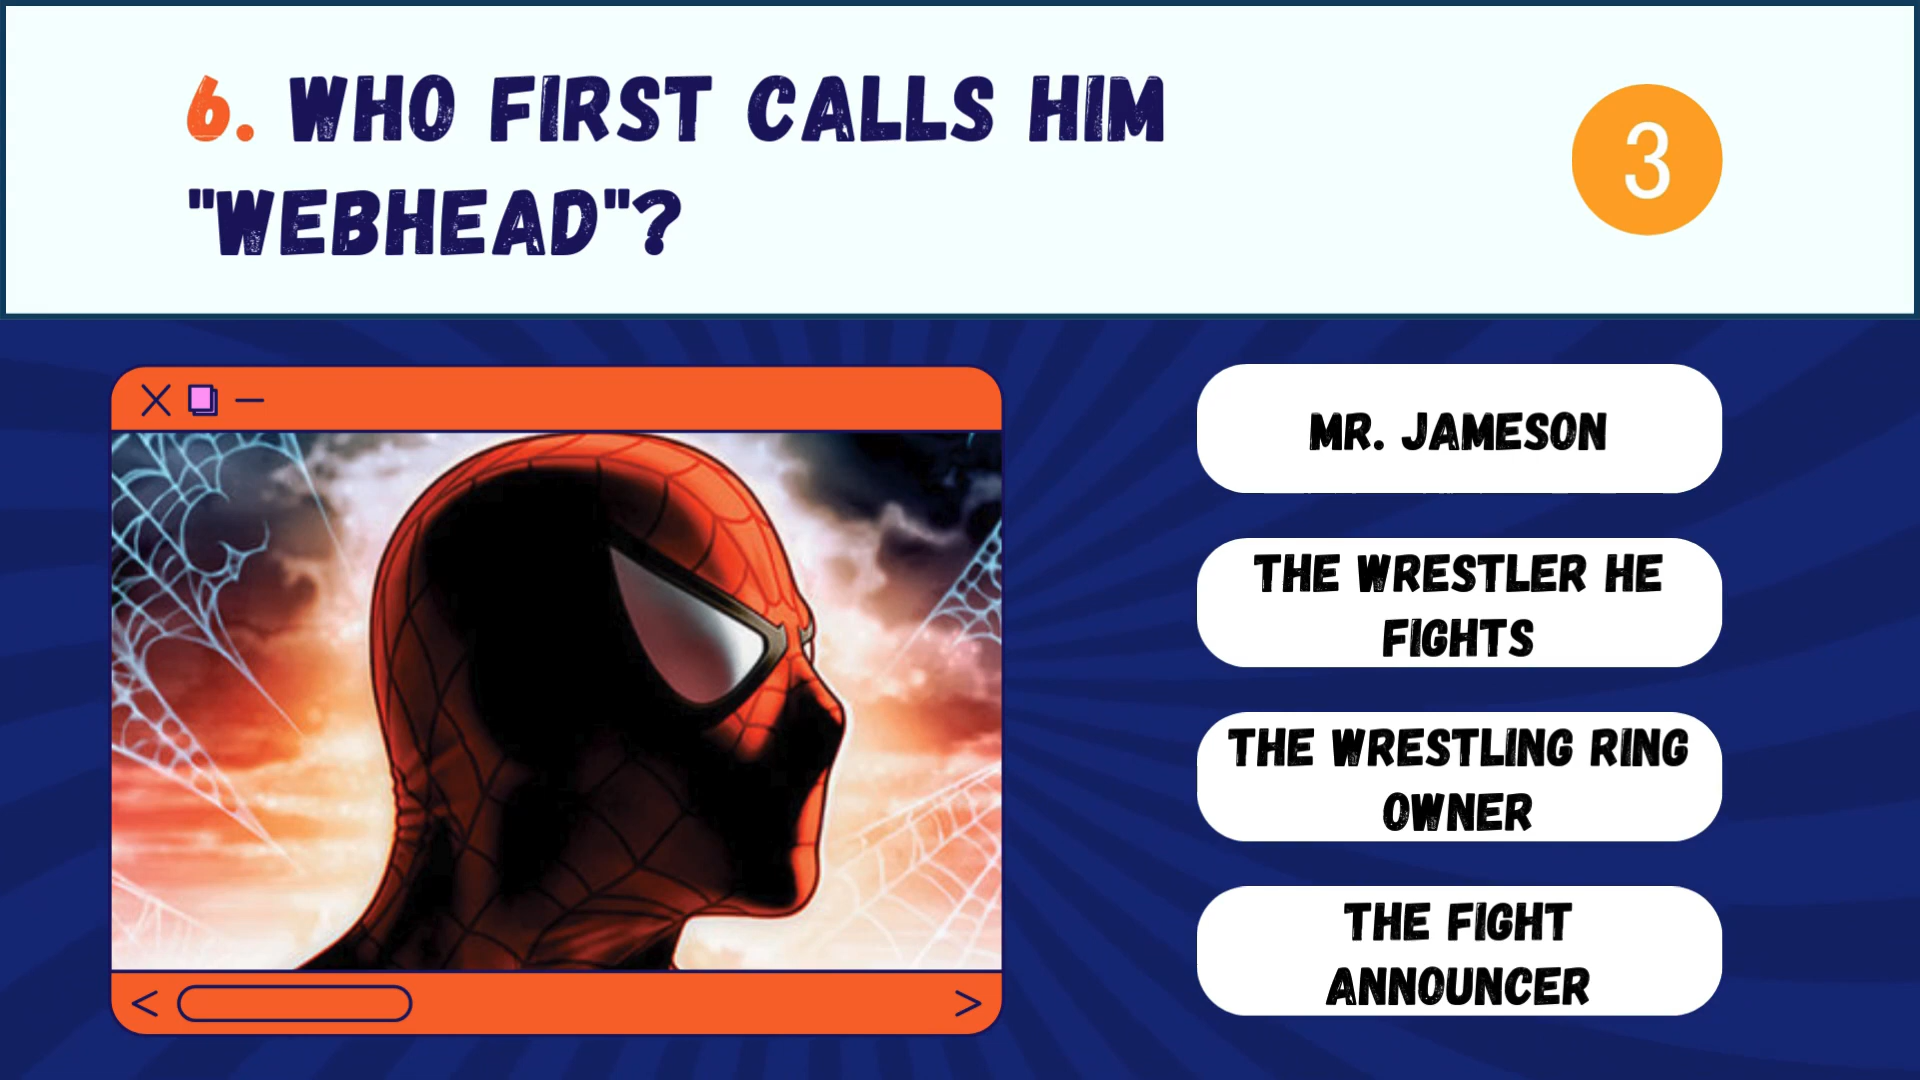 6. WHO FIRST CALLS HIM
"WEBHEAD"?
3
MR. JAMESON
THE WRESTLER HE
FIGHTS
THE WRESTLING RING
OWNER
THE FIGHT
ANNOUNCER